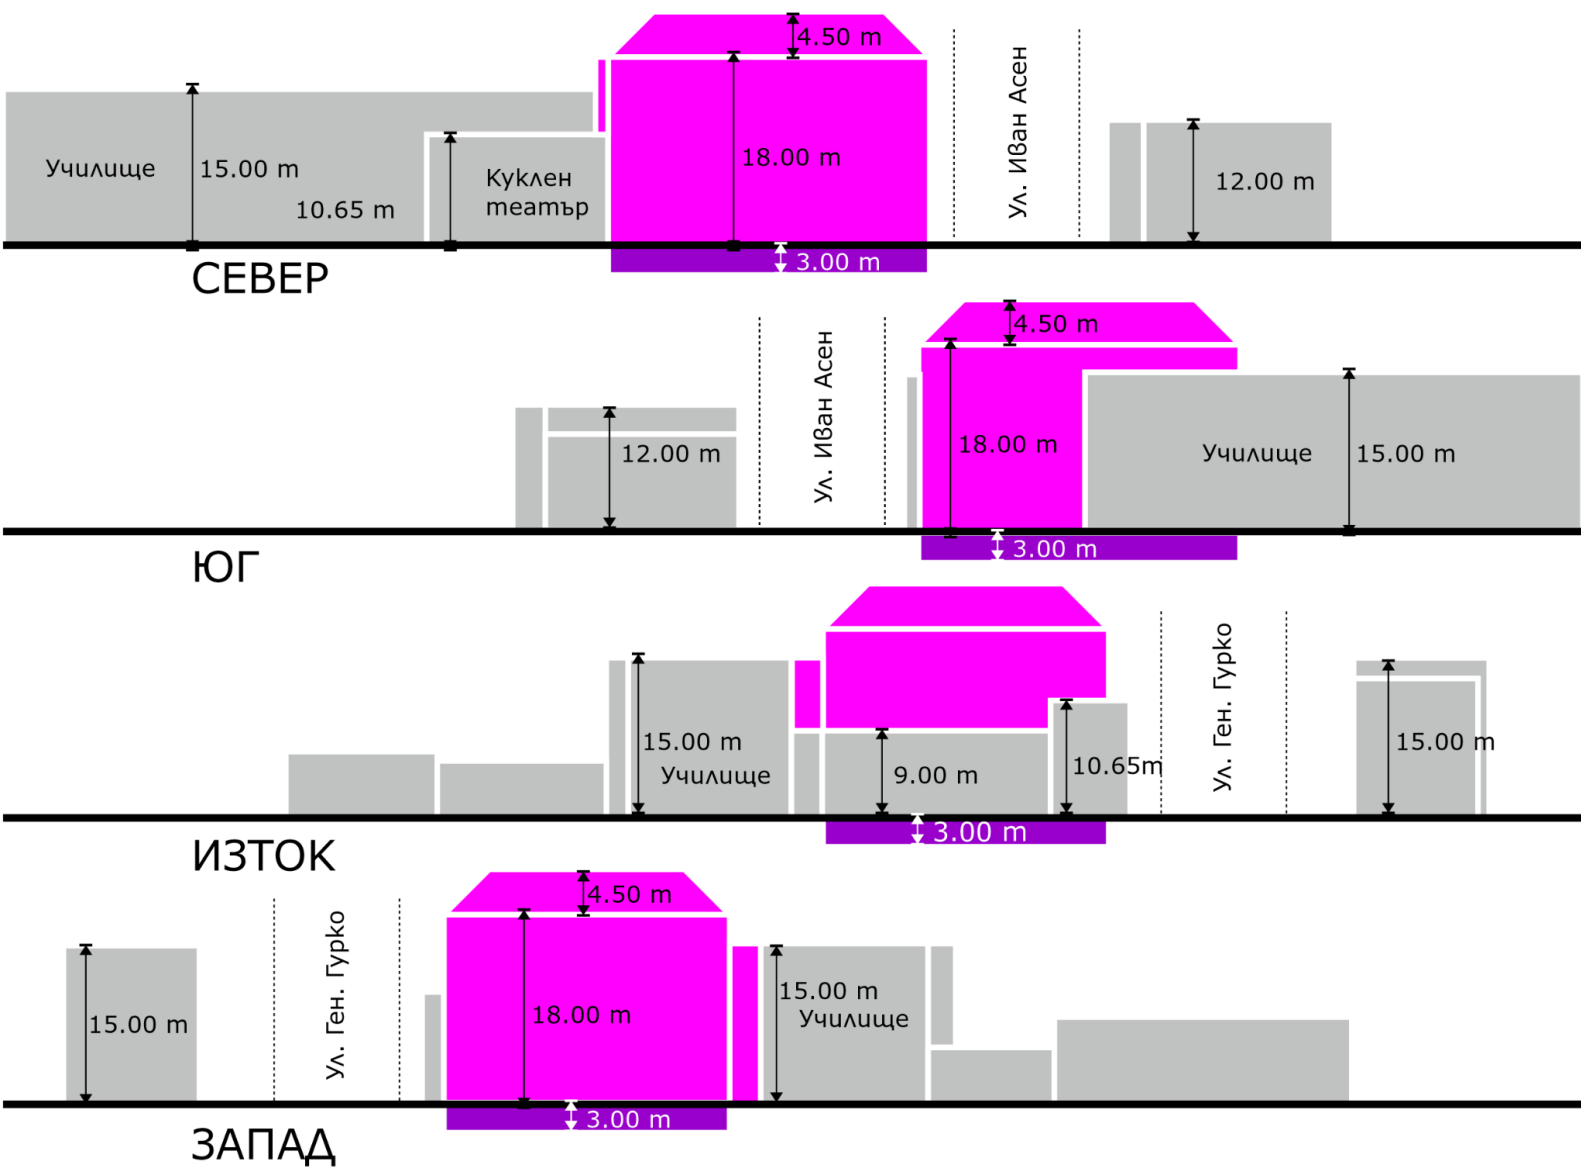 4.50 m
Ул. Иван Асен
Училище
15.00 m
10.65 m
Куклен
театър
18.00 m
12.00 m
3.00 m
СЕВЕР
4.50 m
Ул. Иван Асен
12.00 m
18.00 m
Училище
15.00 m
3.00 m
ЮГ
Ул. Ген. Гурко
15.00 m
Училище
9.00 m
10.65m
15.00 m
3.00 m
ИЗТОК
4.50 m
Ул. Ген. Гурко
15.00 m
18.00 m
15.00 m
Училище
3.00 m
ЗАПАД